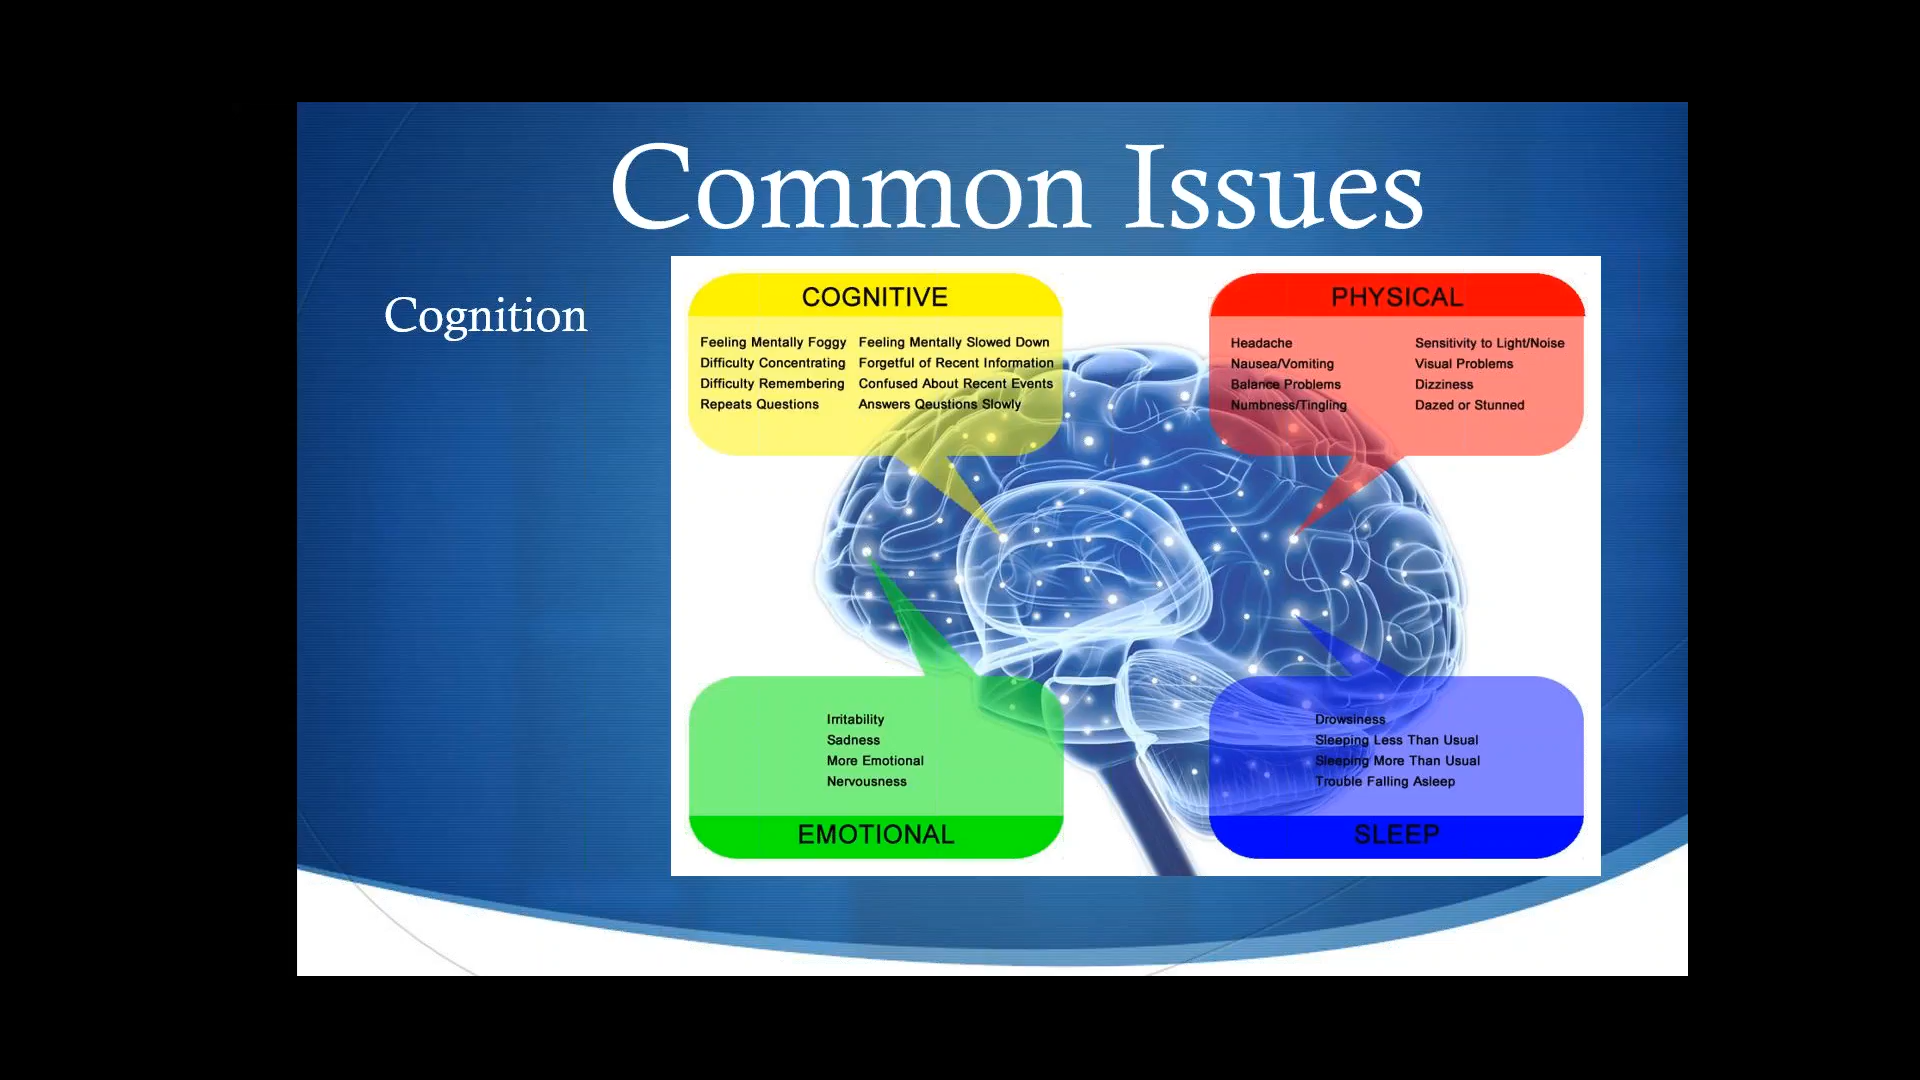 Common Issues
Cognition
COGNITIVE
Feeling Mentally Foggy Feeling Mentally Slowed Down
Difficulty Concentrating Forgetful of Recent Information
Difficulty Remembering Confused About Recent Events
Repeats Questions Answers Qeustions Slowly
PHYSICAL
Headache Sensitivity to Light/Noise
Nausea/Vomiting Visual Problems
Balance Problems Dizziness
Numbness/Tingling Dazed or Stunned
Irritability
Sadness
More Emotional
Nervousness
EMOTIONAL
Drowsiness
Sleeping Less Than Usual
Sleeping More Than Usual
Trouble Falling Asleep
SLEEP